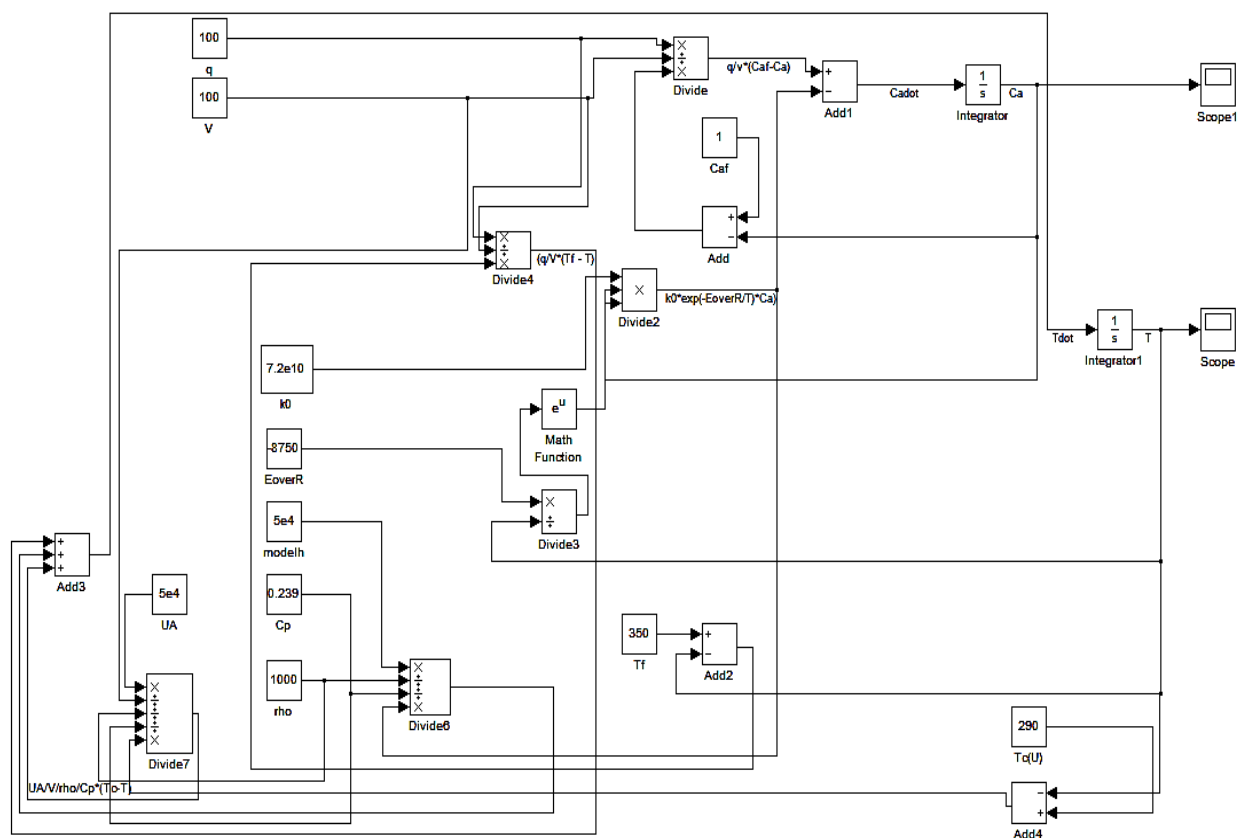 100
q
100
V
×
÷
×
Divide
q/v*(Caf-Ca)
+
−
Add1
Cadot
1
s
Integrator
Ca
Scope1
1
Caf
+
−
Add
×
÷
×
Divide4
(q/V*(Tf - T)
×
Divide2
k0*exp(-EoverR/T)*Ca)
Tdot
1
s
Integrator1
T
Scope
7.2e10
k0
e^u
Math
Function
-8750
EoverR
×
÷
Divide3
5e4
modelh
+
+
+
Add3
5e4
UA
0.239
Cp
350
Tf
+
−
Add2
1000
rho
×
÷
÷
×
Divide6
×
÷
÷
÷
×
Divide7
UA/V/rho/Cp*(Tc-T)
290
Tc(U)
−
+
Add4